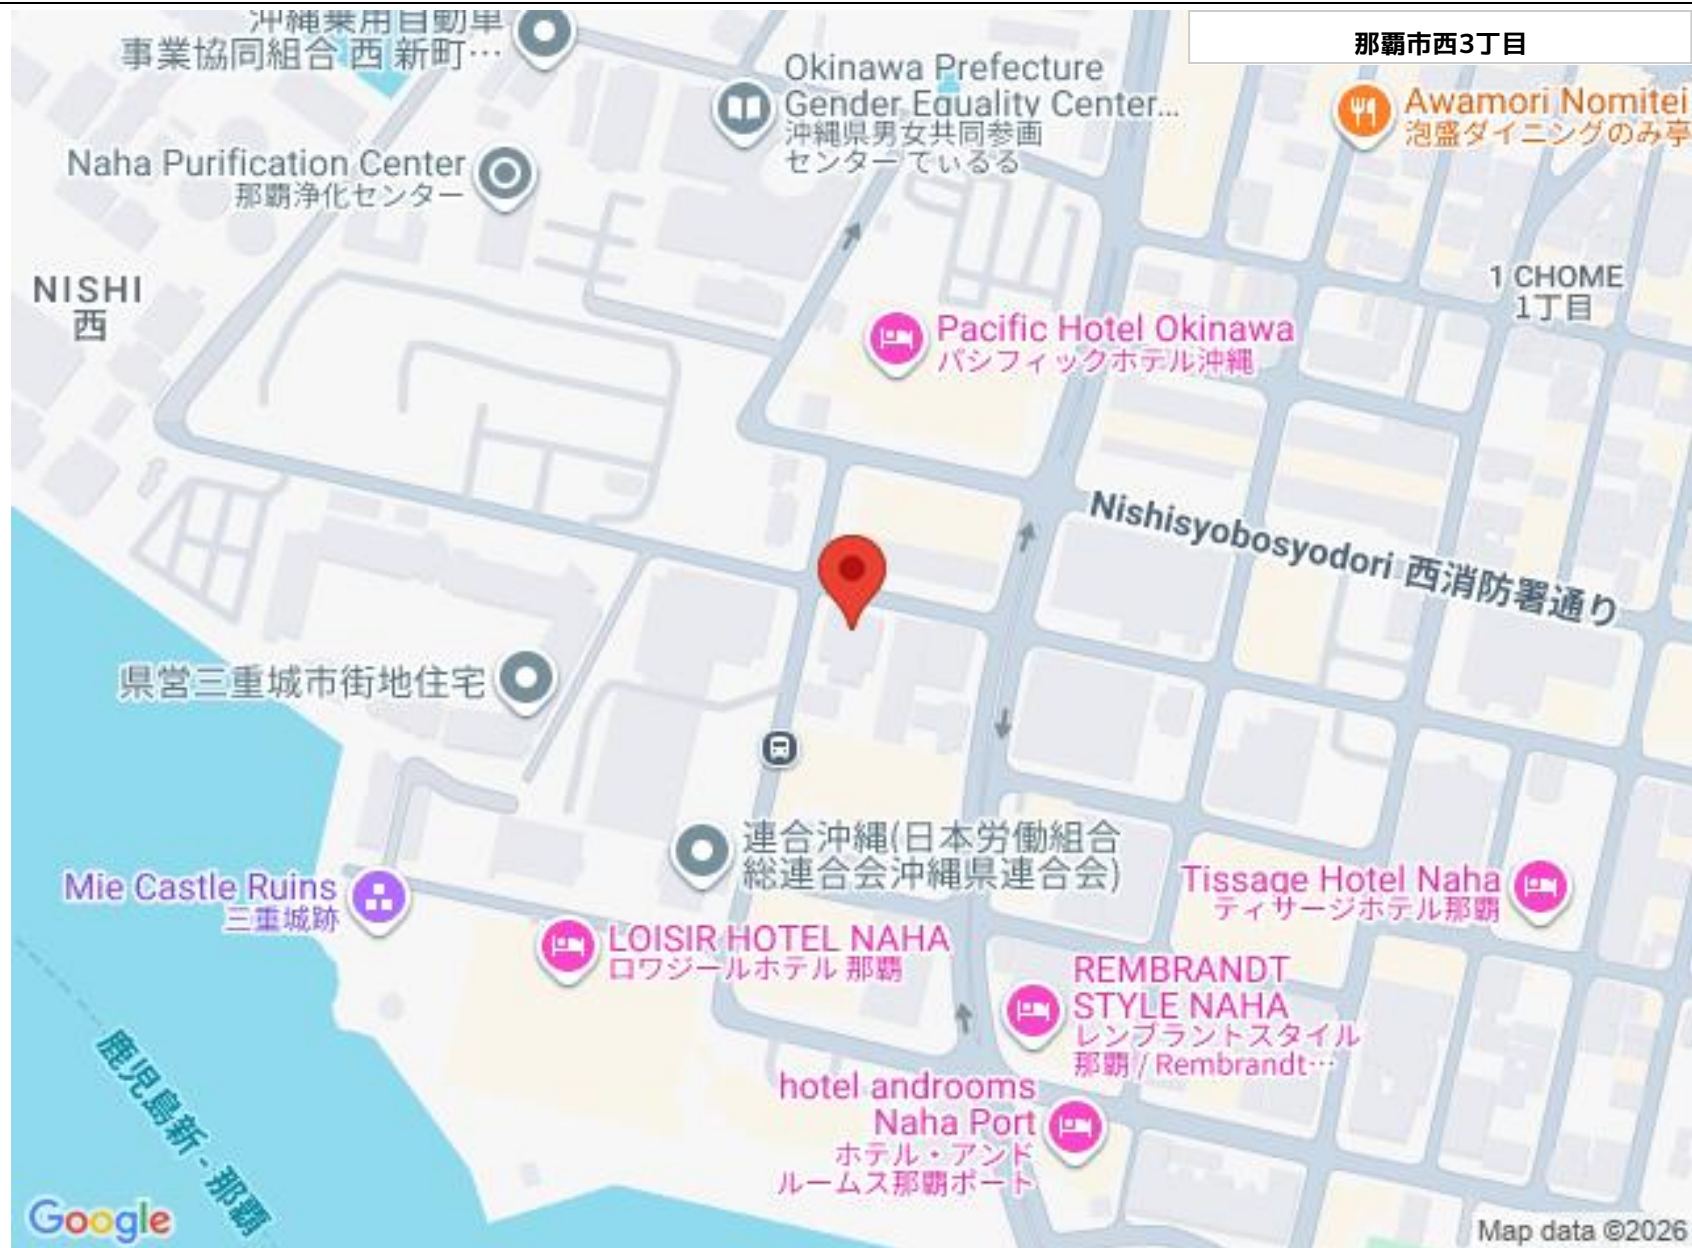 沖縄乗用自動車
事業協同組合 西 新町…
那覇市西3丁目
Okinawa Prefecture
Gender Equality Center...
沖縄県男女共同参画
センター てぃるる
Awamori Nomitei
泡盛ダイニングのみ亭
Naha Purification Center
那覇浄化センター
NISHI
西
1 CHOME
1丁目
Pacific Hotel Okinawa
パシフィックホテル沖縄
Nishisyobosyodori 西消防署通り
県営三重城市街地住宅
連合沖縄(日本労働組合
総連合会沖縄県連合会)
Mie Castle Ruins
三重城跡
Tissage Hotel Naha
ティサージホテル那覇
LOISIR HOTEL NAHA
ロワジールホテル 那覇
REMBRANDT
STYLE NAHA
レンブラントスタイル
那覇 / Rembrandt…
hotel androoms
Naha Port
ホテル・アンド
ルームス那覇ポート
鹿児島新 - 那覇
Google
Map data ©2026